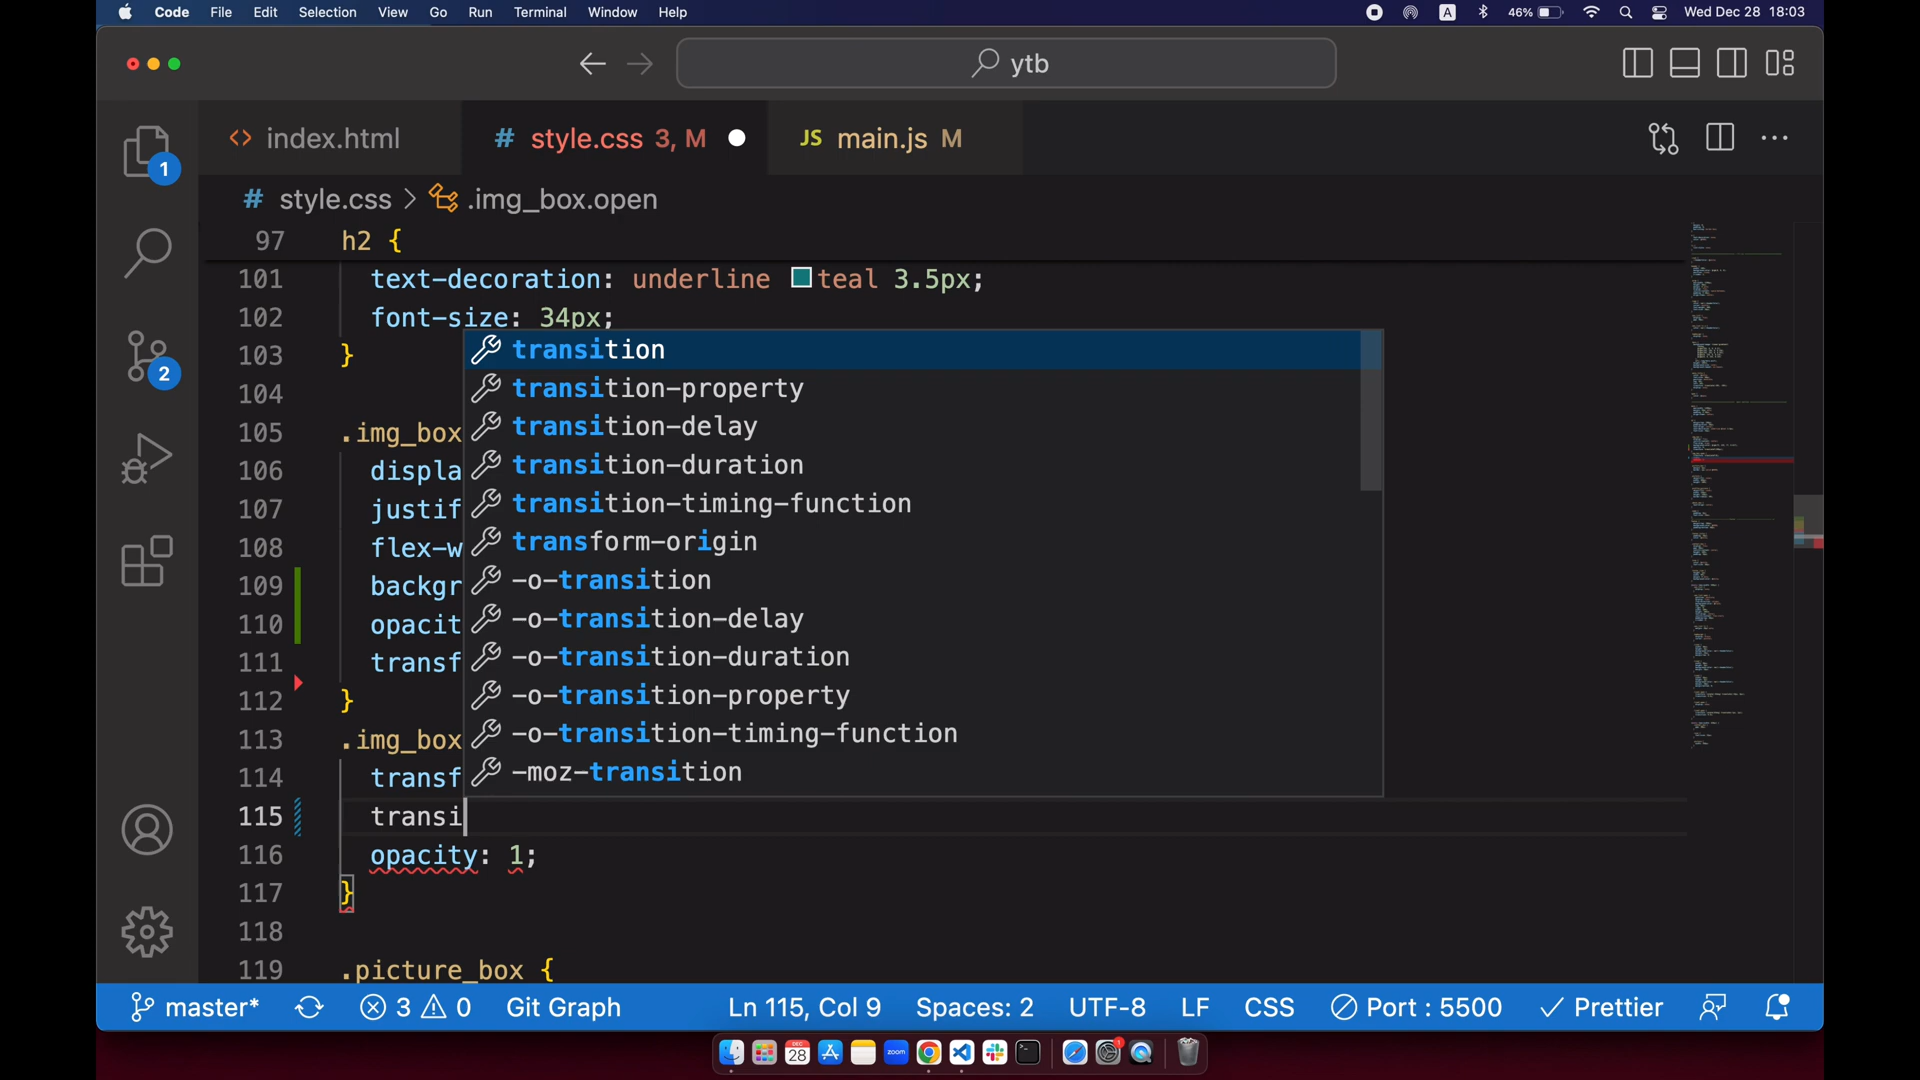 Code File Edit Selection View Go Run Terminal Window Help A 46% Wed Dec 28 18:03
ytb
index.html style.css 3, M JS main.js M
# style.css > .img_box.open
97 h2 {
101 text-decoration: underline teal 3.5px;
102 font-size: 34px;
103 }
104
105 .img_box
106 displa
107 justif
108 flex-w
109 backgr
110 opacit
111 transf
112 }
113 .img_box
114 transf
115 transi
116 opacity: 1;
117 }
118
119 .picture_box {
transition
transition-property
transition-delay
transition-duration
transition-timing-function
transform-origin
-o-transition
-o-transition-delay
-o-transition-duration
-o-transition-property
-o-transition-timing-function
-moz-transition
1
2
master* 3 0 Git Graph Ln 115, Col 9 Spaces: 2 UTF-8 LF CSS Port : 5500 Prettier
DEC 28 zoom 1